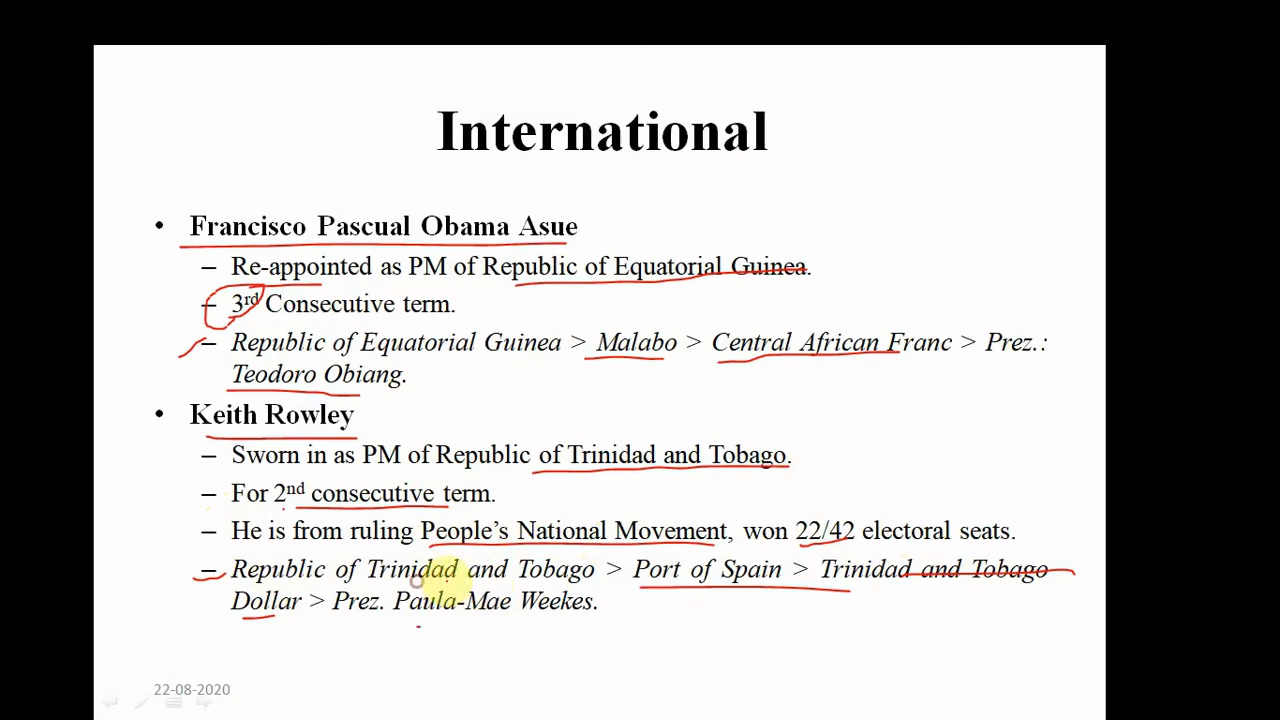 International
• Francisco Pascual Obama Asue
– Re-appointed as PM of Republic of Equatorial Guinea.
– 3rd Consecutive term.
– Republic of Equatorial Guinea > Malabo > Central African Franc > Prez.:
Teodoro Obiang.
• Keith Rowley
– Sworn in as PM of Republic of Trinidad and Tobago.
– For 2nd consecutive term.
– He is from ruling People's National Movement, won 22/42 electoral seats.
– Republic of Trinidad and Tobago > Port of Spain > Trinidad and Tobago
Dollar > Prez. Paula-Mae Weekes.
22-08-2020